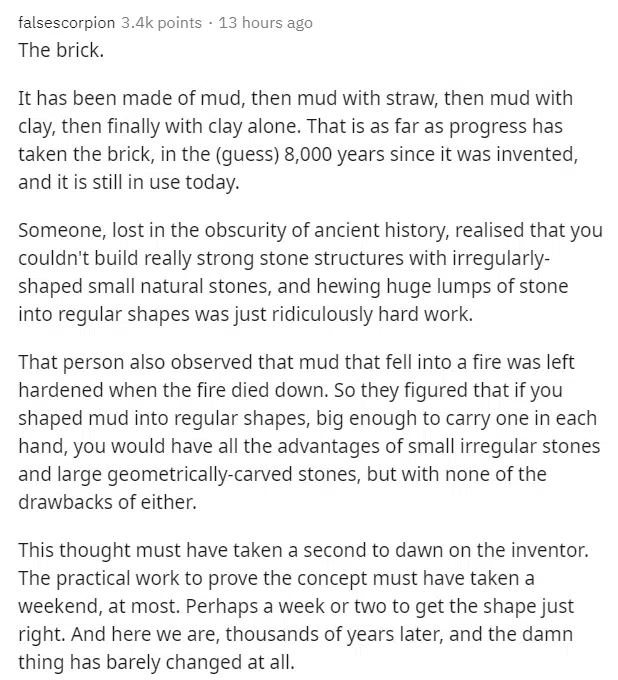 falsescorpion 3.4k points · 13 hours ago
The brick.
It has been made of mud, then mud with straw, then mud with
clay, then finally with clay alone. That is as far as progress has
taken the brick, in the (guess) 8,000 years since it was invented,
and it is still in use today.
Someone, lost in the obscurity of ancient history, realised that you
couldn't build really strong stone structures with irregularly-
shaped small natural stones, and hewing huge lumps of stone
into regular shapes was just ridiculously hard work.
That person also observed that mud that fell into a fire was left
hardened when the fire died down. So they figured that if you
shaped mud into regular shapes, big enough to carry one in each
hand, you would have all the advantages of small irregular stones
and large geometrically-carved stones, but with none of the
drawbacks of either.
This thought must have taken a second to dawn on the inventor.
The practical work to prove the concept must have taken a
weekend, at most. Perhaps a week or two to get the shape just
right. And here we are, thousands of years later, and the damn
thing has barely changed at all.